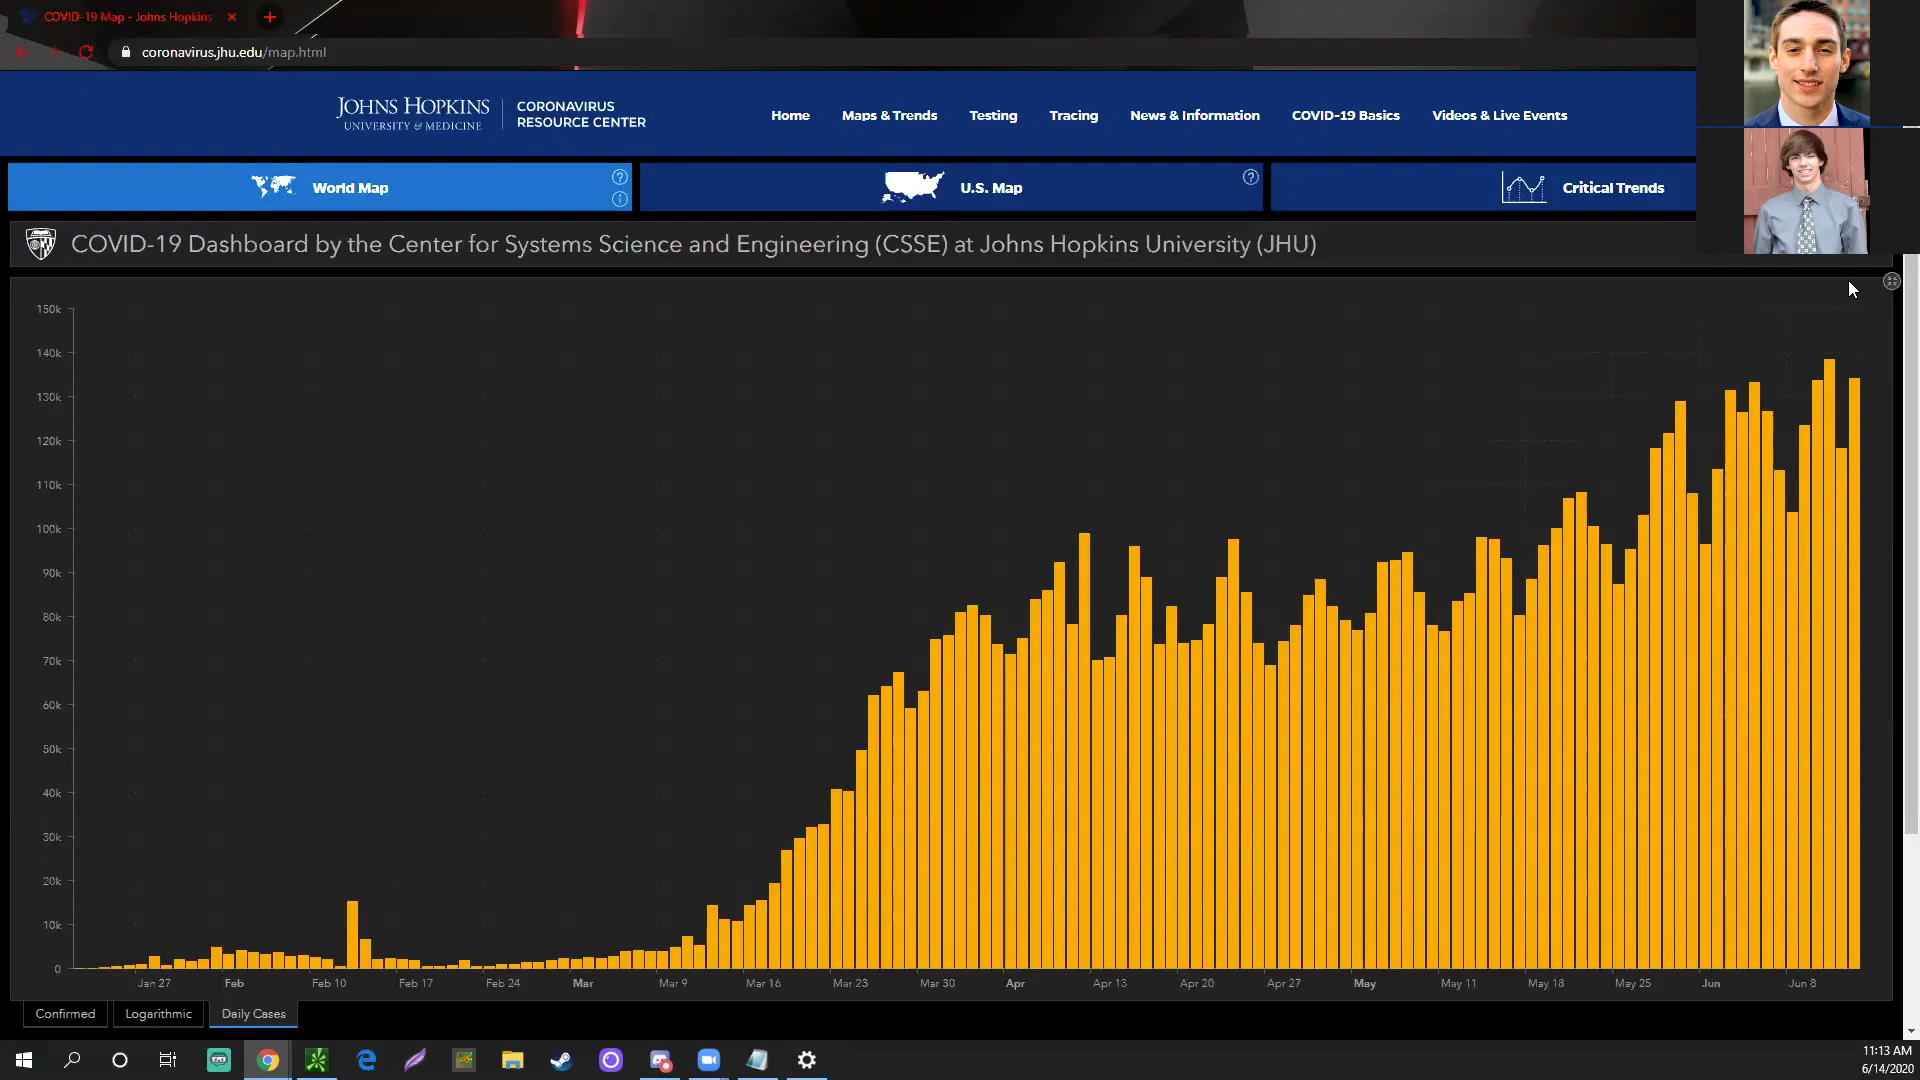 COVID-19 Map - Johns Hopkins
coronavirus.jhu.edu/map.html
JOHNS HOPKINS
UNIVERSITY & MEDICINE
CORONAVIRUS
RESOURCE CENTER
Home
Maps & Trends
Testing
Tracing
News & Information
COVID-19 Basics
Videos & Live Events
World Map
U.S. Map
Critical Trends
COVID-19 Dashboard by the Center for Systems Science and Engineering (CSSE) at Johns Hopkins University (JHU)
150k
140k
130k
120k
110k
100k
90k
80k
70k
60k
50k
40k
30k
20k
10k
0
Jan 27
Feb
Feb 10
Feb 17
Feb 24
Mar
Mar 9
Mar 16
Mar 23
Mar 30
Apr
Apr 13
Apr 20
Apr 27
May
May 11
May 18
May 25
Jun
Jun 8
Confirmed
Logarithmic
Daily Cases
11:13 AM
6/14/2020